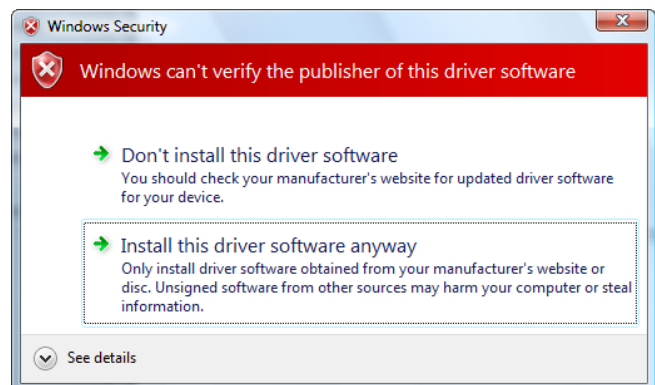 Windows Security
Windows can't verify the publisher of this driver software
Don't install this driver software
You should check your manufacturer's website for updated driver software
for your device.
Install this driver software anyway
Only install driver software obtained from your manufacturer's website or
disc. Unsigned software from other sources may harm your computer or steal
information.
See details